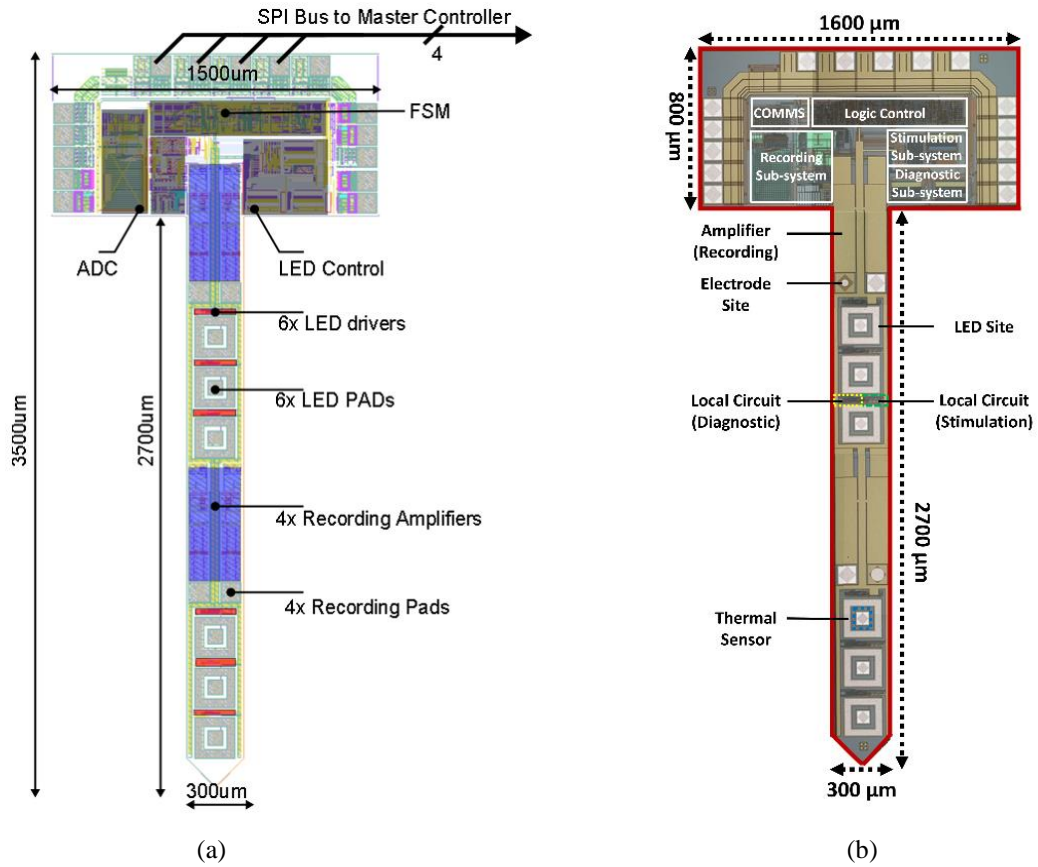 SPI Bus to Master Controller
4
1500um
FSM
ADC
LED Control
6x LED drivers
6x LED PADs
3500um
2700um
4x Recording Amplifiers
4x Recording Pads
300um
(a)
1600 µm
800 µm
COMMS
Logic Control
Recording
Sub-system
Stimulation
Sub-system
Diagnostic
Sub-system
Amplifier
(Recording)
Electrode
Site
LED Site
Local Circuit
(Diagnostic)
Local Circuit
(Stimulation)
2700 µm
Thermal
Sensor
300 µm
(b)